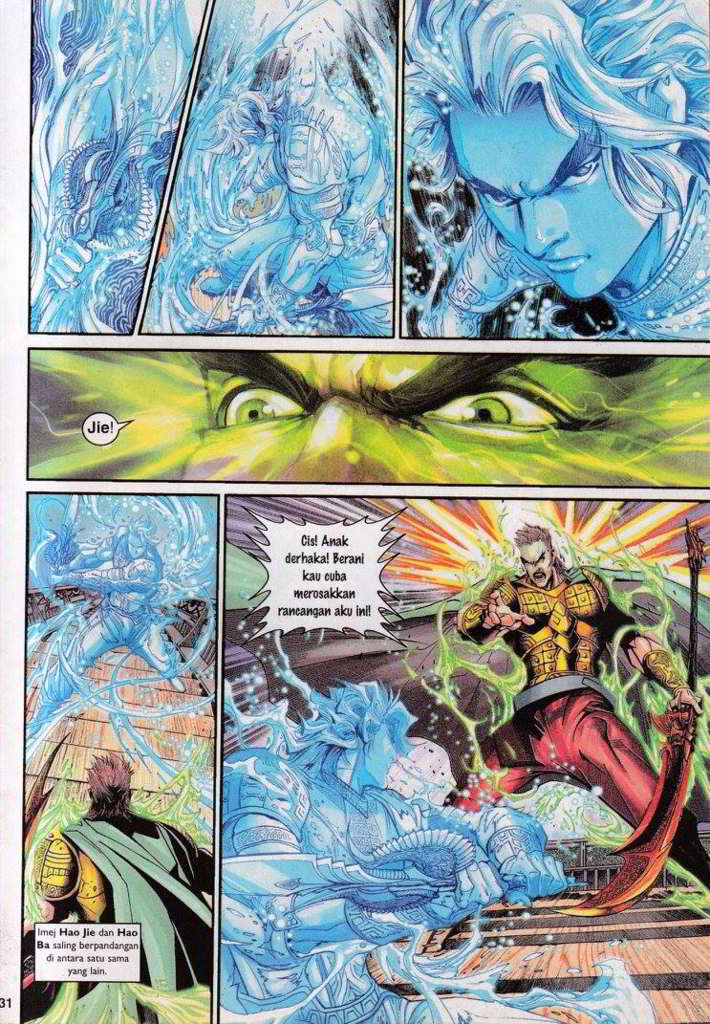 Jie!
Cis! Anak
derhaka! Berani
kau cuba
merosakkan
rancangan aku ini!
Imej Hao Jie dan Hao
Ba saling berpandangan
di antara satu sama
yang lain.
31